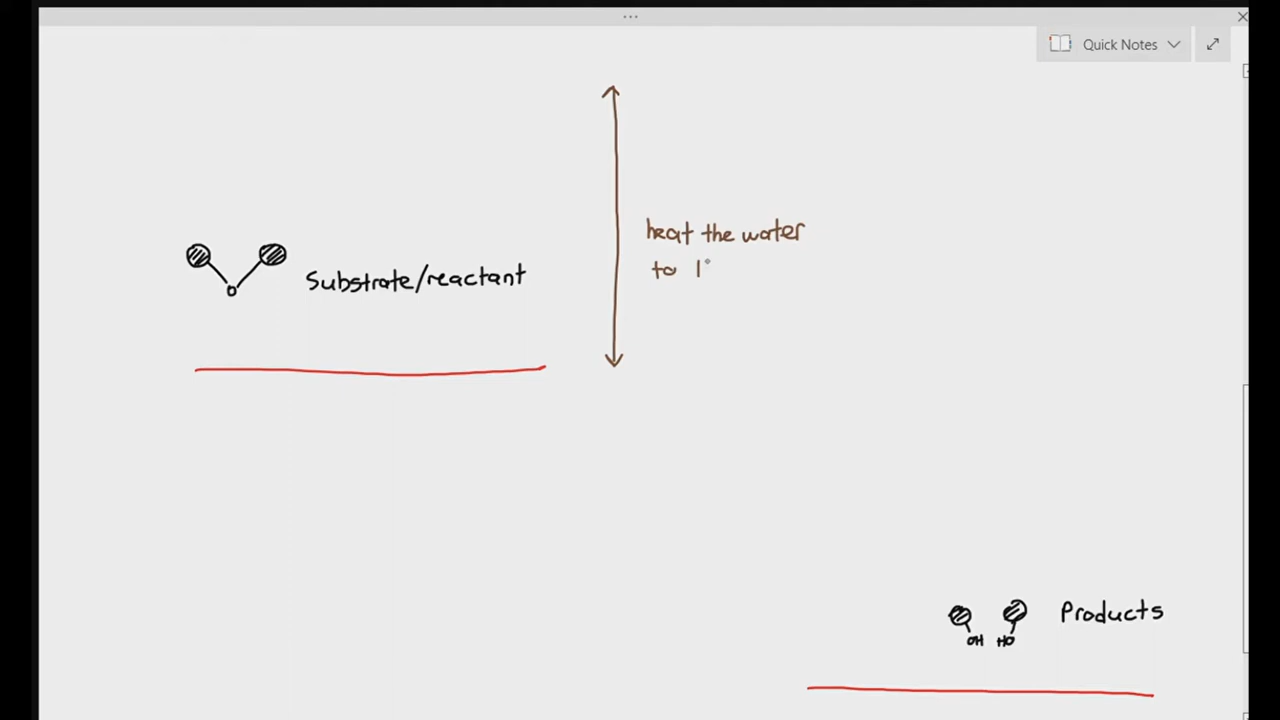 Quick Notes
heat the water
to 1
Substrate/reactant
O
Products
OH HO